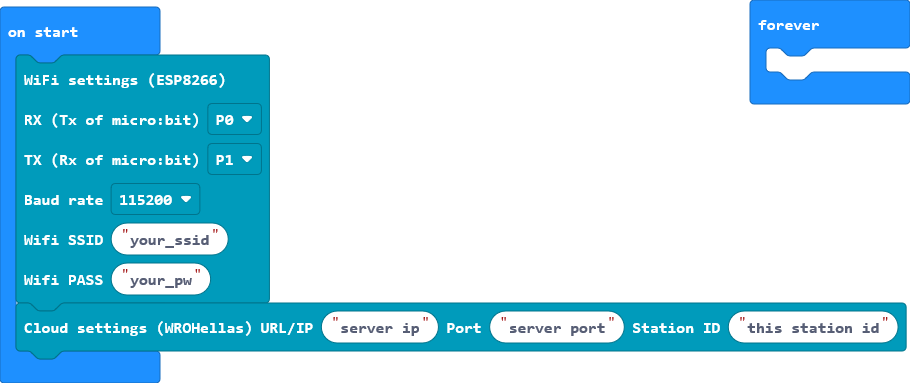 on start
forever
WiFi settings (ESP8266)
RX (Tx of micro:bit) P0
TX (Rx of micro:bit) P1
Baud rate 115200
Wifi SSID "your_ssid"
Wifi PASS "your_pw"
Cloud settings (WROHellas) URL/IP "server ip" Port "server port" Station ID "this station id"